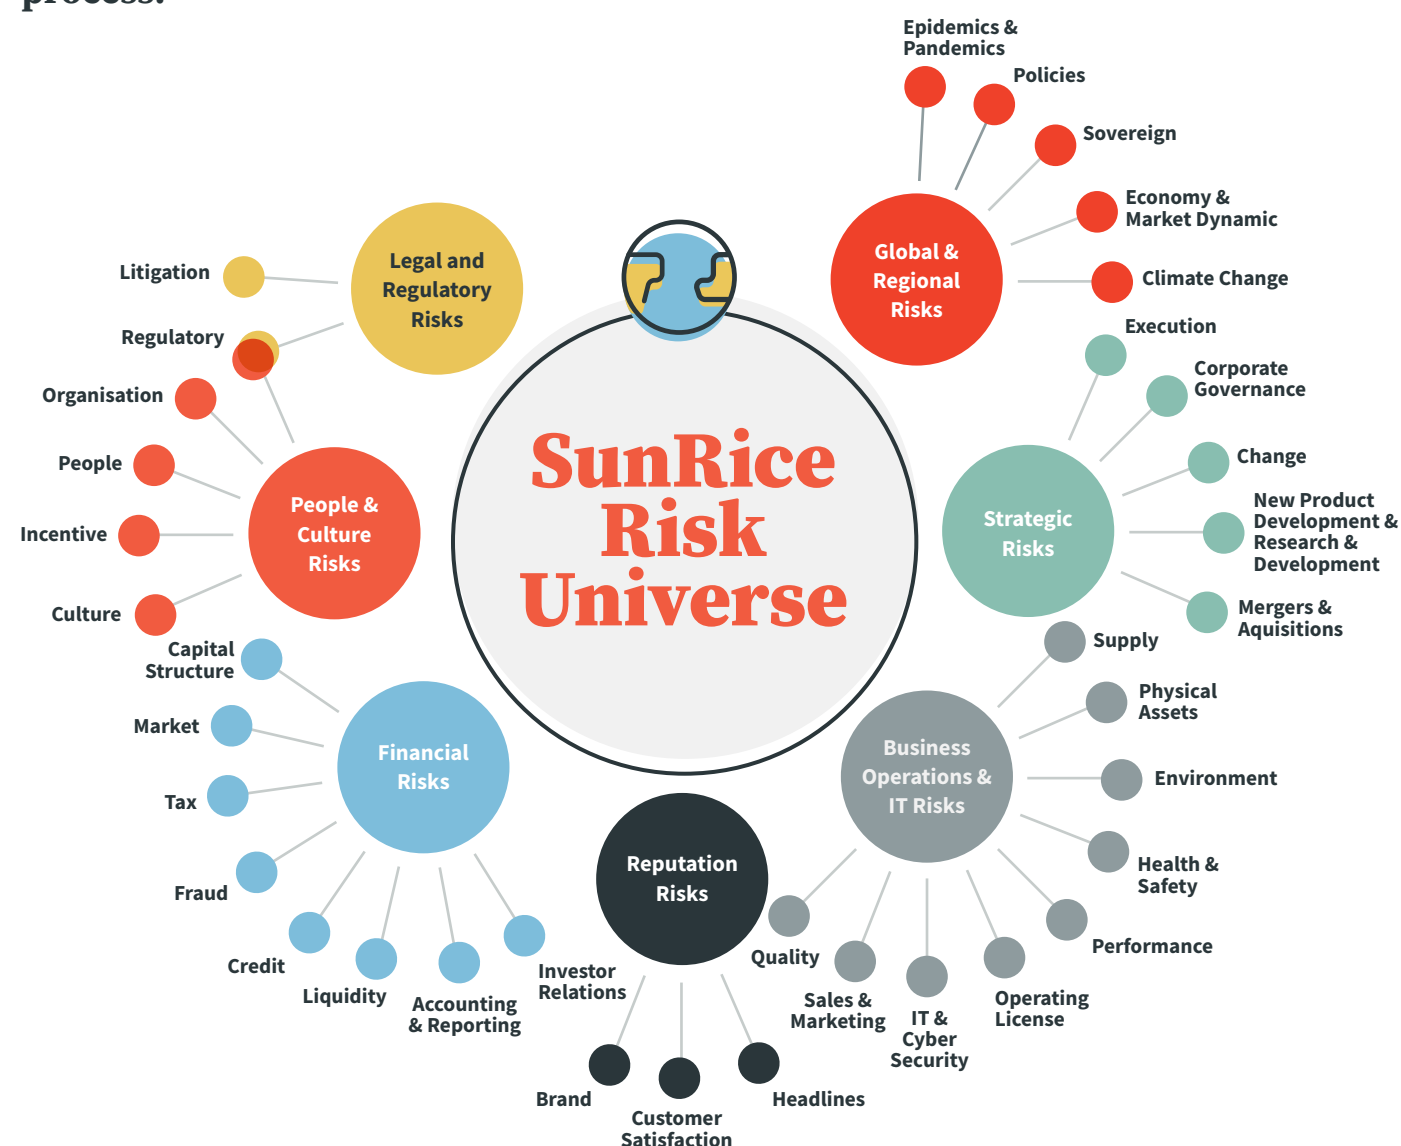 process.
Epidemics &
Pandemics
Policies
Sovereign
Economy &
Market Dynamic
Climate Change
Global &
Regional
Risks
Legal and
Regulatory
Risks
Litigation
Regulatory
Organisation
People
Incentive
Culture
People &
Culture
Risks
SunRice
Risk
Universe
Execution
Corporate
Governance
Change
New Product
Development &
Research &
Development
Mergers &
Aquisitions
Strategic
Risks
Capital
Structure
Market
Tax
Fraud
Credit
Liquidity
Accounting
& Reporting
Investor
Relations
Financial
Risks
Reputation
Risks
Brand
Customer
Satisfaction
Headlines
Business
Operations &
IT Risks
Supply
Physical
Assets
Environment
Health &
Safety
Performance
Operating
License
IT &
Cyber
Security
Sales &
Marketing
Quality